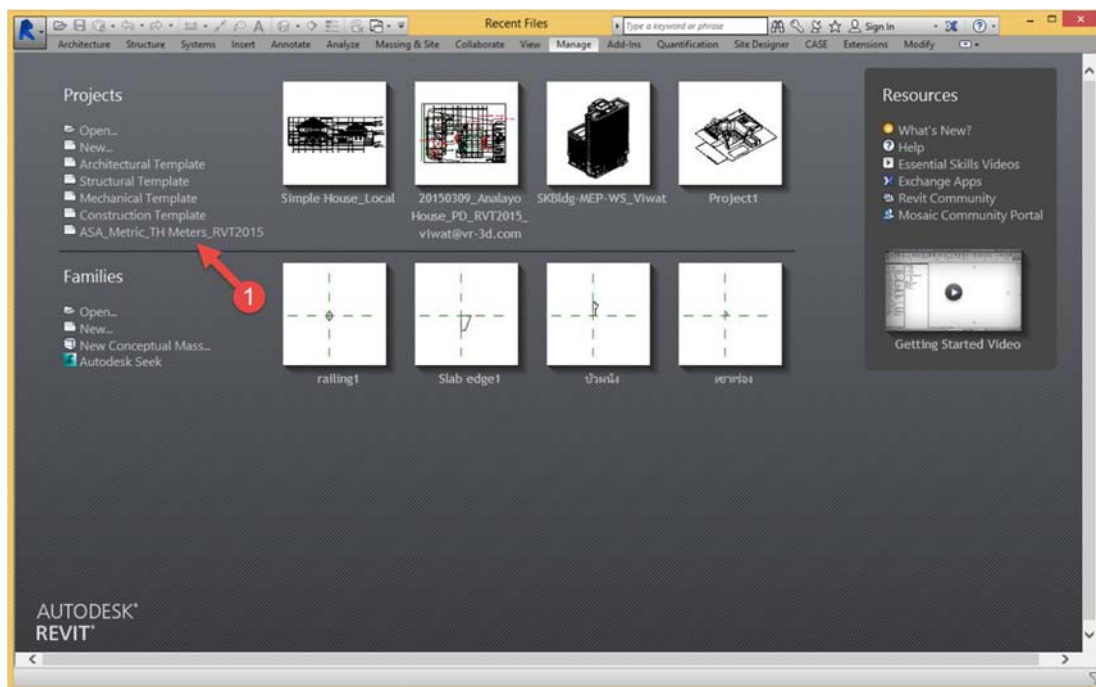 Recent Files
Type a keyword or phrase
Sign In
Architecture Structure Systems Insert Annotate Analyze Massing & Site Collaborate View Manage Add-Ins Quantification Site Designer CASE Extensions Modify
Projects
Open...
New...
Architectural Template
Structural Template
Mechanical Template
Construction Template
ASA_Metric_TH Meters_RVT2015
1
Simple House_Local
20150309_Analayo
House_PD_RVT2015_
viwat@vr-3d.com
SKBldg-MEP-WS_Viwat
Project1
Families
Open...
New...
New Conceptual Mass...
Autodesk Seek
railing1
Slab edge1
บัวผนัง
เซาะร่อง
Resources
What's New?
Help
Essential Skills Videos
Exchange Apps
Revit Community
Mosaic Community Portal
Getting Started Video
AUTODESK®
REVIT®